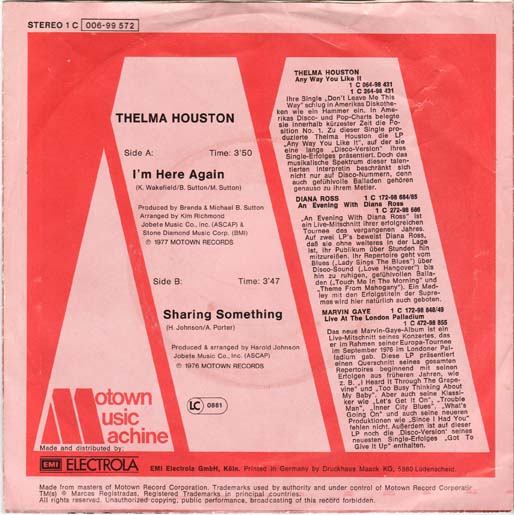 STEREO 1 C 006-99 572
THELMA HOUSTON
Side A: Time: 3'50
I'm Here Again
(K. Wakefield/B. Sutton/M. Sutton)
Produced by Brenda & Michael B. Sutton
Arranged by Kim Richmond
Jobete Music Co., Inc. (ASCAP) &
Stone Diamond Music Corp. (BMI)
℗ 1977 MOTOWN RECORDS
Side B: Time: 3'47
Sharing Something
(H. Johnson/A. Porter)
Produced & arranged by Harold Johnson
Jobete Music Co., Inc. (ASCAP)
℗ 1976 MOTOWN RECORDS
LC 0881
THELMA HOUSTON
Any Way You Like It
1 C 064-98 431
1 C 264-98 431
Ihre Single „Don't Leave Me This
Way" schlug in Amerikas Diskothe-
ken wie ein Hammer ein. In Ame-
rikas Disco- und Pop-Charts belegte
sie innerhalb kürzester Zeit die Po-
sition No. 1. Zu dieser Single pro-
duzierte Thelma Houston die LP
„Any Way You Like It", auf der sie
eine lange „Disco-Version" ihres
Single-Erfolges präsentiert. Doch das
musikalische Spektrum dieser talen-
tierten Interpretin beschränkt sich
nicht nur auf Disco-Nummern, denn
auch gefühlvolle Balladen gehören
genauso zu ihrem Metier.
DIANA ROSS 1 C 172-98 684/85
An Evening With Diana Ross
1 C 272-98 686
„An Evening With Diana Ross" ist
ein Live-Mitschnitt ihrer erfolgreichen
Tournee des vergangenen Jahres.
Auf zwei LP's beweist Diana Ross,
daß sie ohne weiteres in der Lage
ist, ihr Publikum über Stunden hin
mitzureißen. Ihr Repertoire geht vom
Blues („Lady Sings The Blues") über
Disco-Sound („Love Hangover") bis
hin zu ruhigen, gefühlvollen Balla-
den („Touch Me In The Morning" und
„Theme From Mahogany"). Ein Med-
ley mit den Erfolgstiteln der Supre-
mes wird hier natürlich auch geboten.
MARVIN GAYE 1 C 172-98 848/49
Live At The London Palladium
1 C 472-98 855
Das neue Marvin-Gaye-Album ist ein
Live-Mitschnitt seines Konzertes, das
er im Rahmen seiner Europa-Tournee
im September 1976 im Londoner Pal-
ladium gab. Diese LP präsentiert
einen Querschnitt seines gesamten
Repertoires beginnend mit seinen
Erfolgen aus früheren Jahren, wie
z. B. „I Heard It Through The Grape-
vine" und „Too Busy Thinking About
My Baby". Aber auch seine Klassi-
ker wie „Let's Get It On", „Trouble
Man", „Inner City Blues", „What's
Going On" und auch seine neueren
Produktionen wie „Since I Had You"
fehlen nicht. Außerdem ist auf dieser
LP noch die „Disco-Version" seines
neuesten Single-Erfolges „Got To
Give It Up" enthalten.
Motown
Music
Machine
Made and distributed by:
EMI ELECTROLA
EMI Electrola GmbH, Köln. Printed in Germany by Druckhaus Maack KG, 5880 Lüdenscheid.
Made from masters of Motown Record Corporation. Trademarks used by authority and under control of Motown Record Corporatio
TM(s) ® Marcas Registradas. Registered Trademarks in principal countries.
All rights reserved. Unauthorized copying, public performance, broadcasting of this record forbidden.